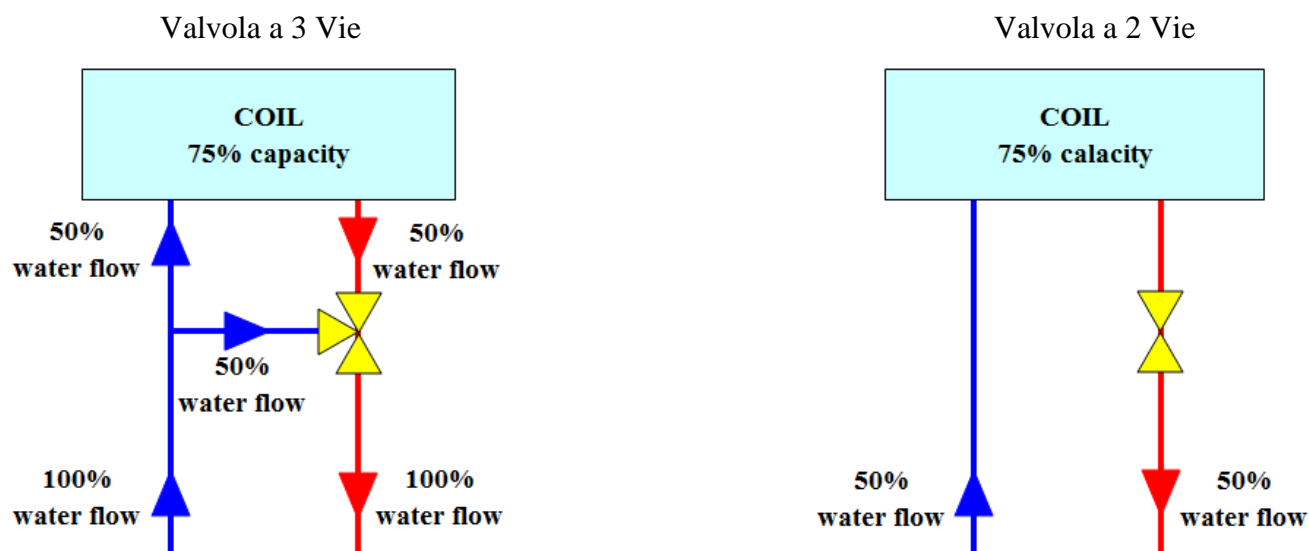 Valvola a 3 Vie
COIL
75% capacity
50%
water flow
50%
water flow
50%
water flow
100%
water flow
100%
water flow
Valvola a 2 Vie
COIL
75% calacity
50%
water flow
50%
water flow